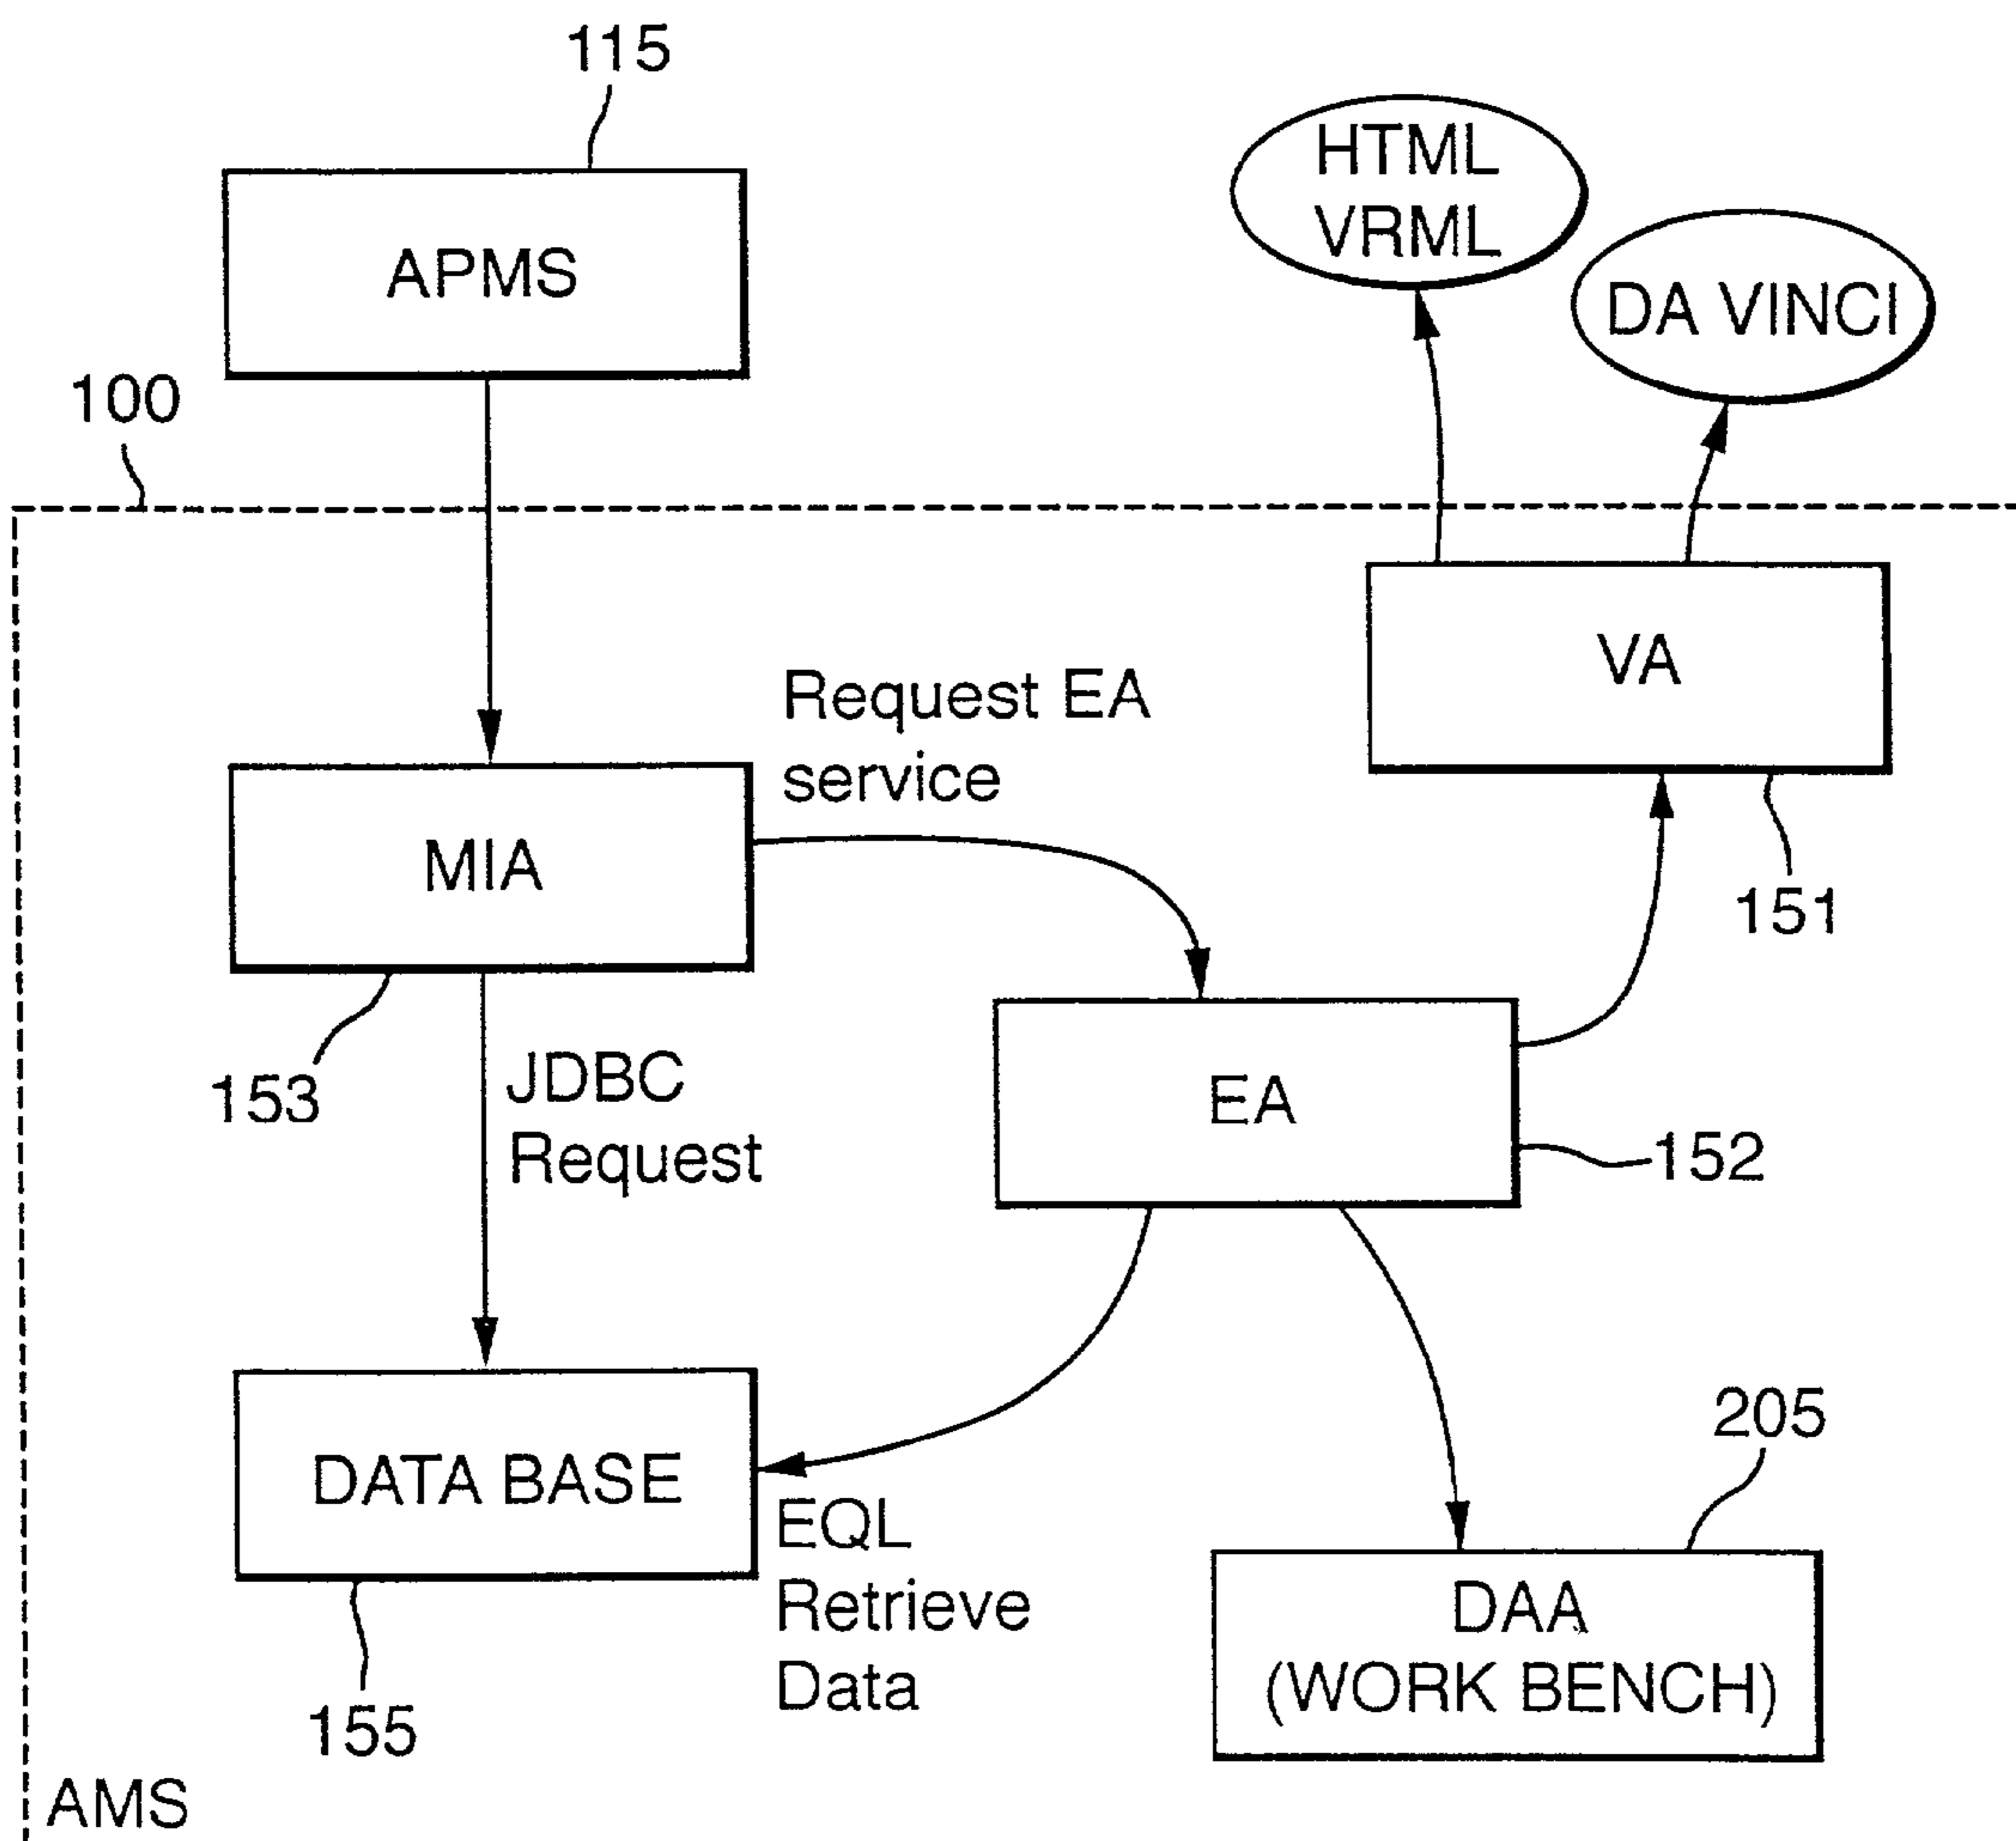 115
APMS
HTML
VRML
DA VINCI
100
VA
Request EA
service
MIA
151
153
JDBC
Request
EA
152
DATA BASE
EQL
Retrieve
Data
205
DAA
(WORK BENCH)
155
AMS